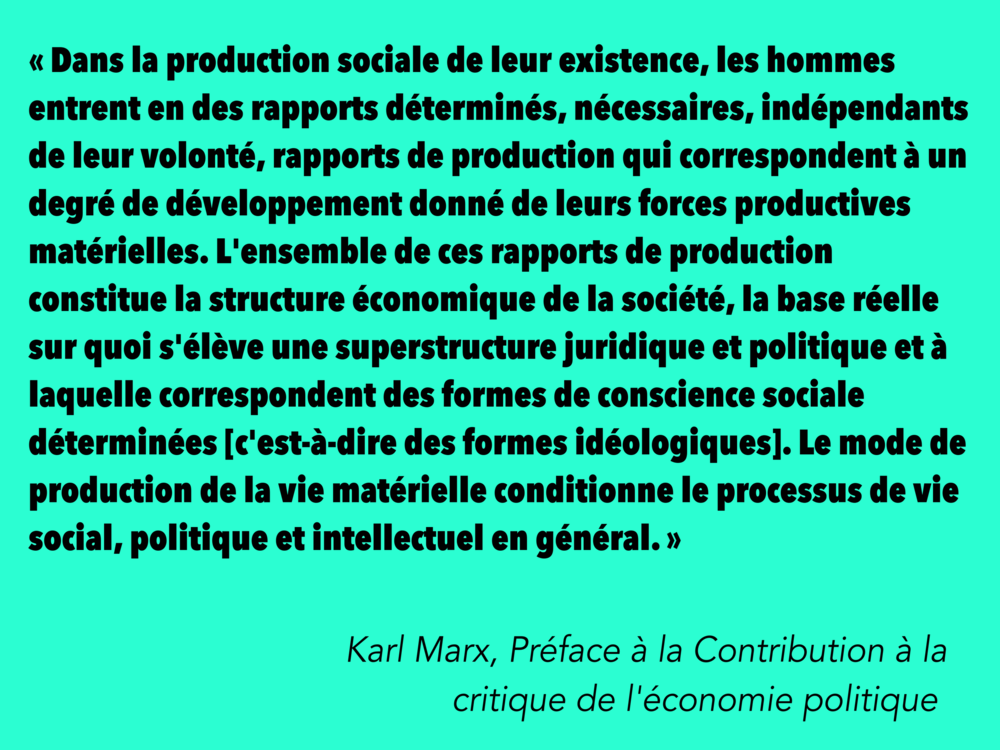 « Dans la production sociale de leur existence, les hommes
entrent en des rapports déterminés, nécessaires, indépendants
de leur volonté, rapports de production qui correspondent à un
degré de développement donné de leurs forces productives
matérielles. L'ensemble de ces rapports de production
constitue la structure économique de la société, la base réelle
sur quoi s'élève une superstructure juridique et politique et à
laquelle correspondent des formes de conscience sociale
déterminées [c'est-à-dire des formes idéologiques]. Le mode de
production de la vie matérielle conditionne le processus de vie
social, politique et intellectuel en général. »
Karl Marx, Préface à la Contribution à la
critique de l'économie politique